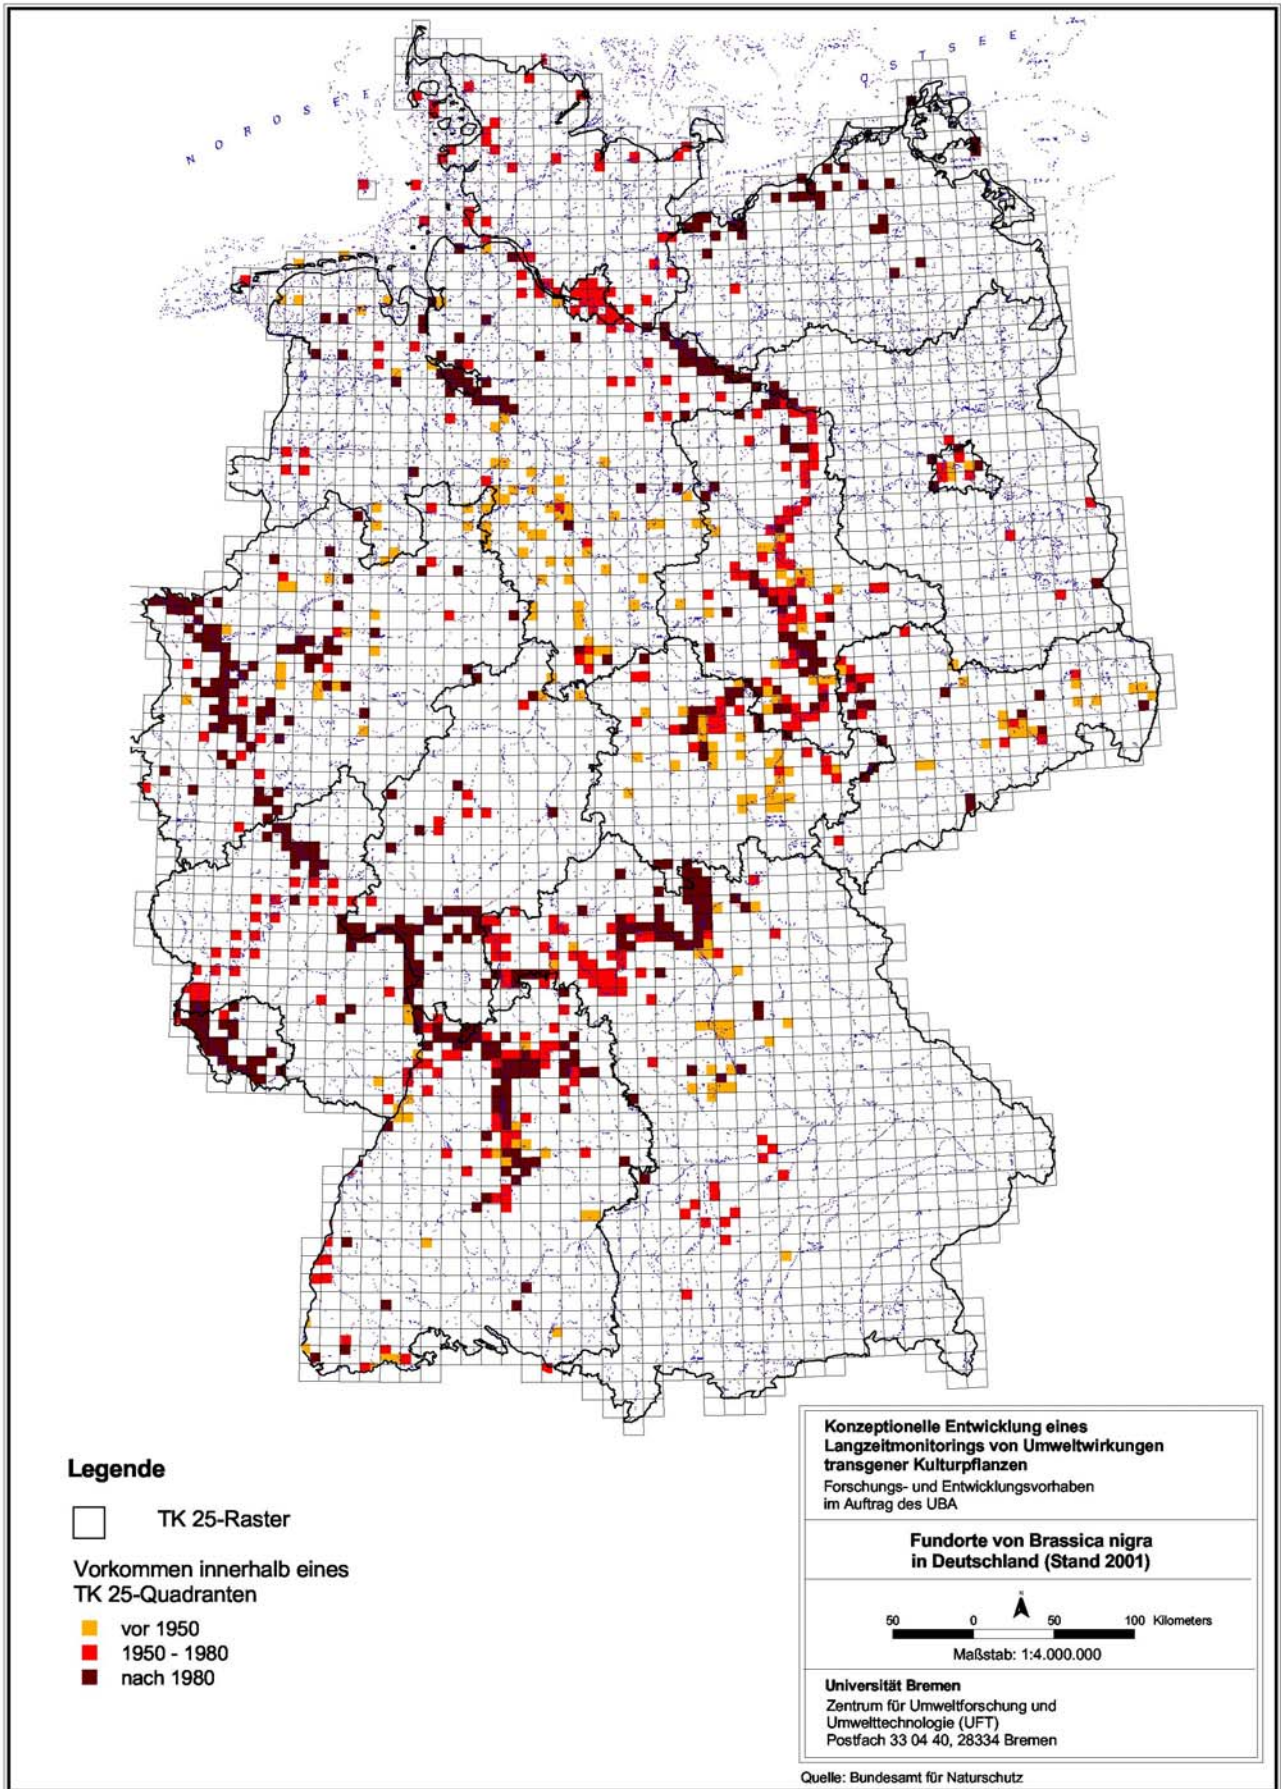 N O R D S E E
O S T S E E
Legende
TK 25-Raster
Vorkommen innerhalb eines
TK 25-Quadranten
vor 1950
1950 - 1980
nach 1980
Konzeptionelle Entwicklung eines
Langzeitmonitorings von Umweltwirkungen
transgener Kulturpflanzen
Forschungs- und Entwicklungsvorhaben
im Auftrag des UBA
Fundorte von Brassica nigra
in Deutschland (Stand 2001)
N
50 0 50 100 Kilometers
Maßstab: 1:4.000.000
Universität Bremen
Zentrum für Umweltforschung und
Umwelttechnologie (UFT)
Postfach 33 04 40, 28334 Bremen
Quelle: Bundesamt für Naturschutz